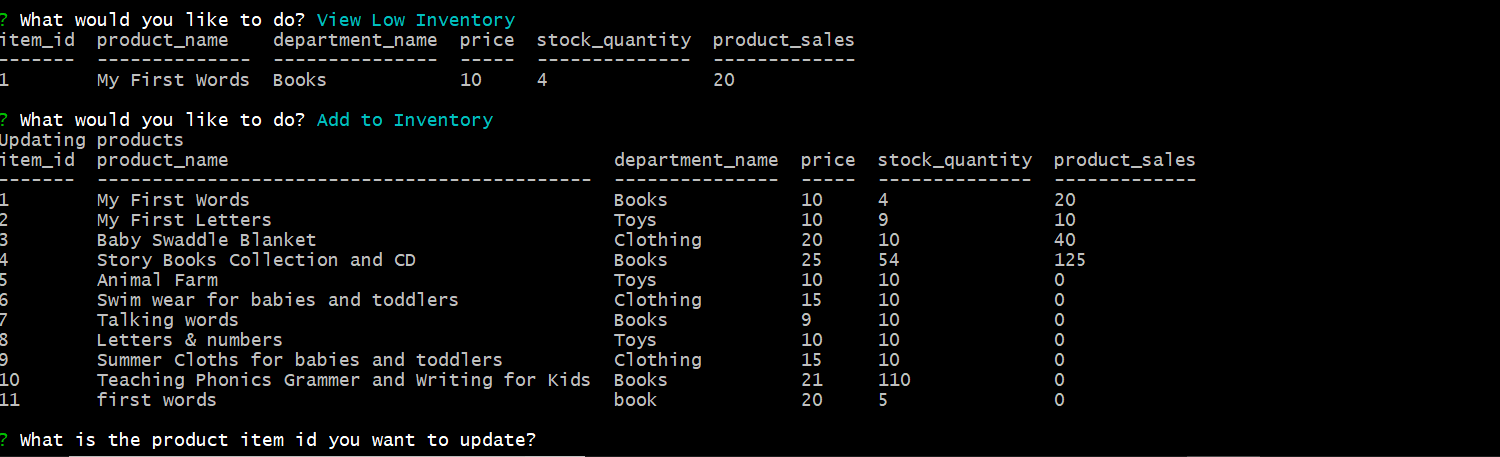 ? What would you like to do? View Low Inventory
item_id  product_name    department_name  price  stock_quantity  product_sales
-------  --------------  ---------------  -----  --------------  -------------
1        My First Words  Books            10     4               20
? What would you like to do? Add to Inventory
Updating products
item_id  product_name                                   department_name  price  stock_quantity  product_sales
-------  ---------------------------------------------  ---------------  -----  --------------  -------------
1        My First Words                                 Books            10     4               20
2        My First Letters                               Toys             10     9               10
3        Baby Swaddle Blanket                           Clothing         20     10              40
4        Story Books Collection and CD                  Books            25     54              125
5        Animal Farm                                    Toys             10     10              0
6        Swim wear for babies and toddlers              Clothing         15     10              0
7        Talking words                                  Books            9      10              0
8        Letters & numbers                              Toys             10     10              0
9        Summer Cloths for babies and toddlers          Clothing         15     10              0
10       Teaching Phonics Grammer and Writing for Kids  Books            21     110             0
11       first words                                    book             20     5               0
? What is the product item id you want to update?